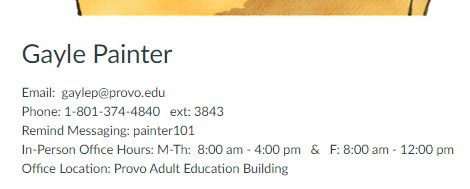 Gayle Painter
Email:  gaylep@provo.edu
Phone: 1-801-374-4840   ext: 3843
Remind Messaging: painter101
In-Person Office Hours: M-Th:  8:00 am - 4:00 pm   &   F: 8:00 am - 12:00 pm
Office Location: Provo Adult Education Building